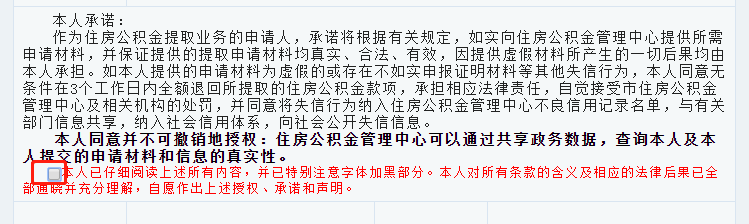 本人承诺：
作为住房公积金提取业务的申请人，承诺将根据有关规定，如实向住房公积金管理中心提供所需
申请材料，并保证提供的提取申请材料均真实、合法、有效，因提供虚假材料所产生的一切后果均由
本人承担。如本人提供的申请材料为虚假的或存在不如实申报证明材料等其他失信行为，本人同意无
条件在3个工作日内全额退回所提取的住房公积金款项，承担相应法律责任，自觉接受市住房公积金
管理中心及相关机构的处罚，并同意将失信行为纳入住房公积金管理中心不良信用记录名单，与有关
部门信息共享，纳入社会信用体系，向社会公开失信信息。
本人同意并不可撤销地授权：住房公积金管理中心可以通过共享政务数据，查询本人及本
人提交的申请材料和信息的真实性。
本人已仔细阅读上述所有内容，并已特别注意字体加黑部分。本人对所有条款的含义及相应的法律后果已全
部通晓并充分理解，自愿作出上述授权、承诺和声明。